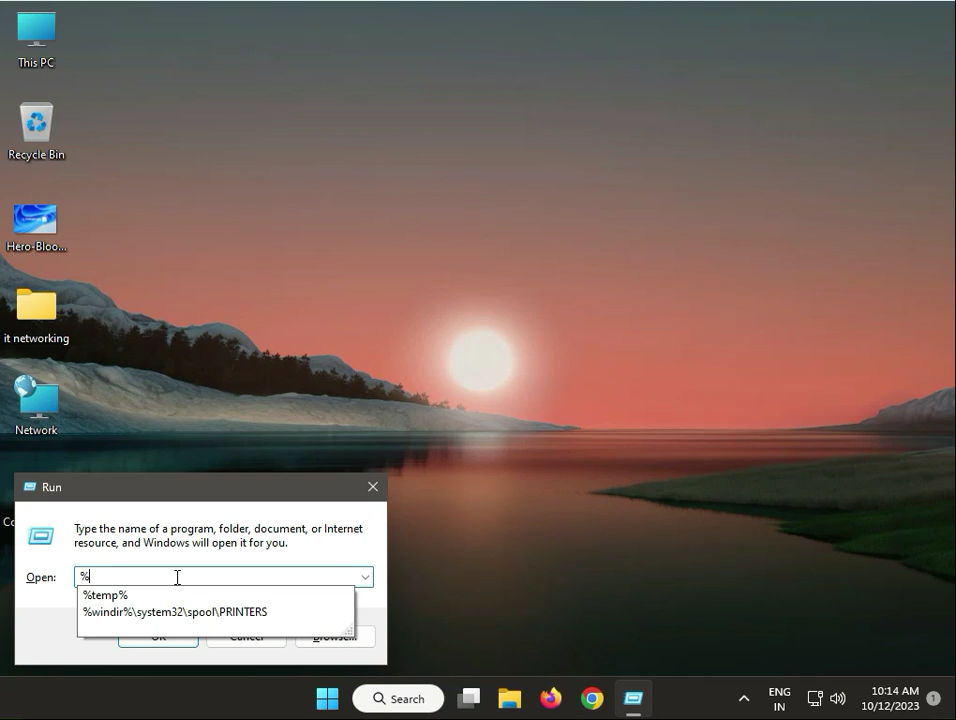 This PC
Recycle Bin
Hero-Bloo...
it networking
Network
Run
Type the name of a program, folder, document, or Internet
resource, and Windows will open it for you.
Open:
%
%temp%
%windir%\system32\spool\PRINTERS
OK
Cancel
Browse...
Search
ENG
IN
10:14 AM
10/12/2023
1